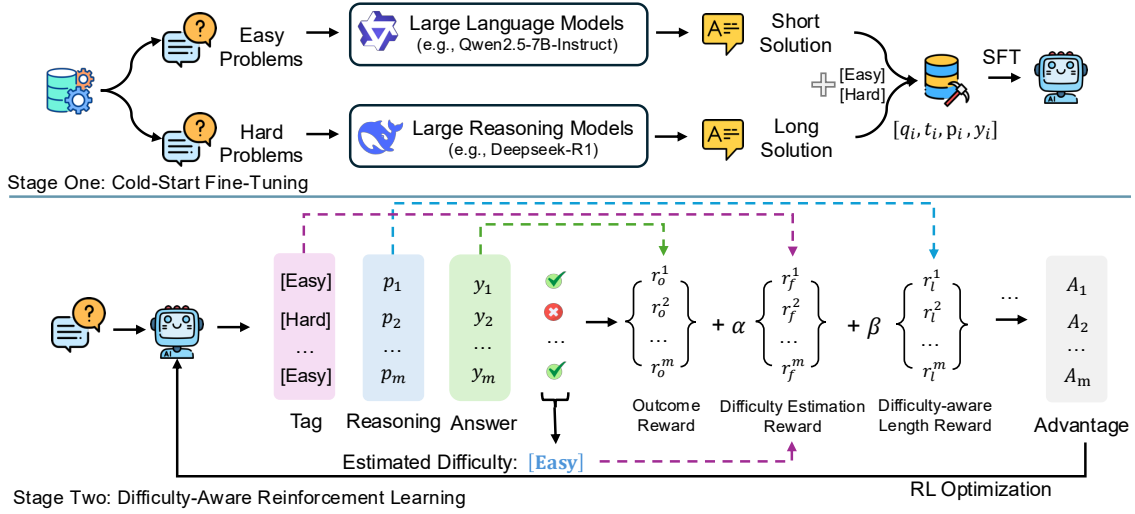 Easy
Problems
Large Language Models
(e.g., Qwen2.5-7B-Instruct)
A
Short
Solution
Hard
Problems
Large Reasoning Models
(e.g., Deepseek-R1)
A
Long
Solution
[Easy]
[Hard]
[q_i, t_i, p_i, y_i]
SFT
AI
Stage One: Cold-Start Fine-Tuning
?
?
?
AI
[Easy]
[Hard]
...
[Easy]
Tag
p_1
p_2
...
p_m
Reasoning
y_1
y_2
...
y_m
Answer
...
r_o^1
r_o^2
...
r_o^m
Outcome
Reward
+ α
r_f^1
r_f^2
...
r_f^m
Difficulty Estimation
Reward
+ β
r_l^1
r_l^2
...
r_l^m
Difficulty-aware
Length Reward
...
A_1
A_2
...
A_m
Advantage
Estimated Difficulty: [Easy]
RL Optimization
Stage Two: Difficulty-Aware Reinforcement Learning